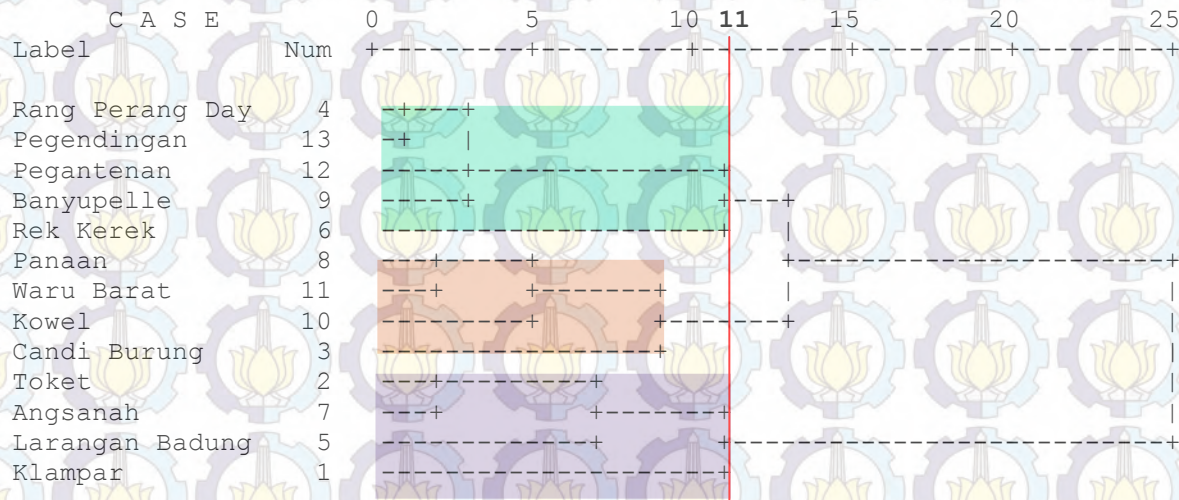 C A S E 0 5 10 11 15 20 25
Label Num +---------+---------+---------+---------+---------+
Rang Perang Day 4 -+---+
Pegendingan 13 -+ |
Pegantenan 12 -----+---------------+
Banyupelle 9 -----+ +---+
Rek Kerek 6 ---------------------+ |
Panaan 8 ---+-----+ +-----------------------+
Waru Barat 11 ---+ +-------+ | |
Kowel 10 ---------+ +-------+ |
Candi Burung 3 -----------------+ |
Toket 2 ---+---------+ |
Angsanah 7 ---+ +-------+ |
Larangan Badung 5 -------------+ +---------------------------+
Klampar 1 ---------------------+